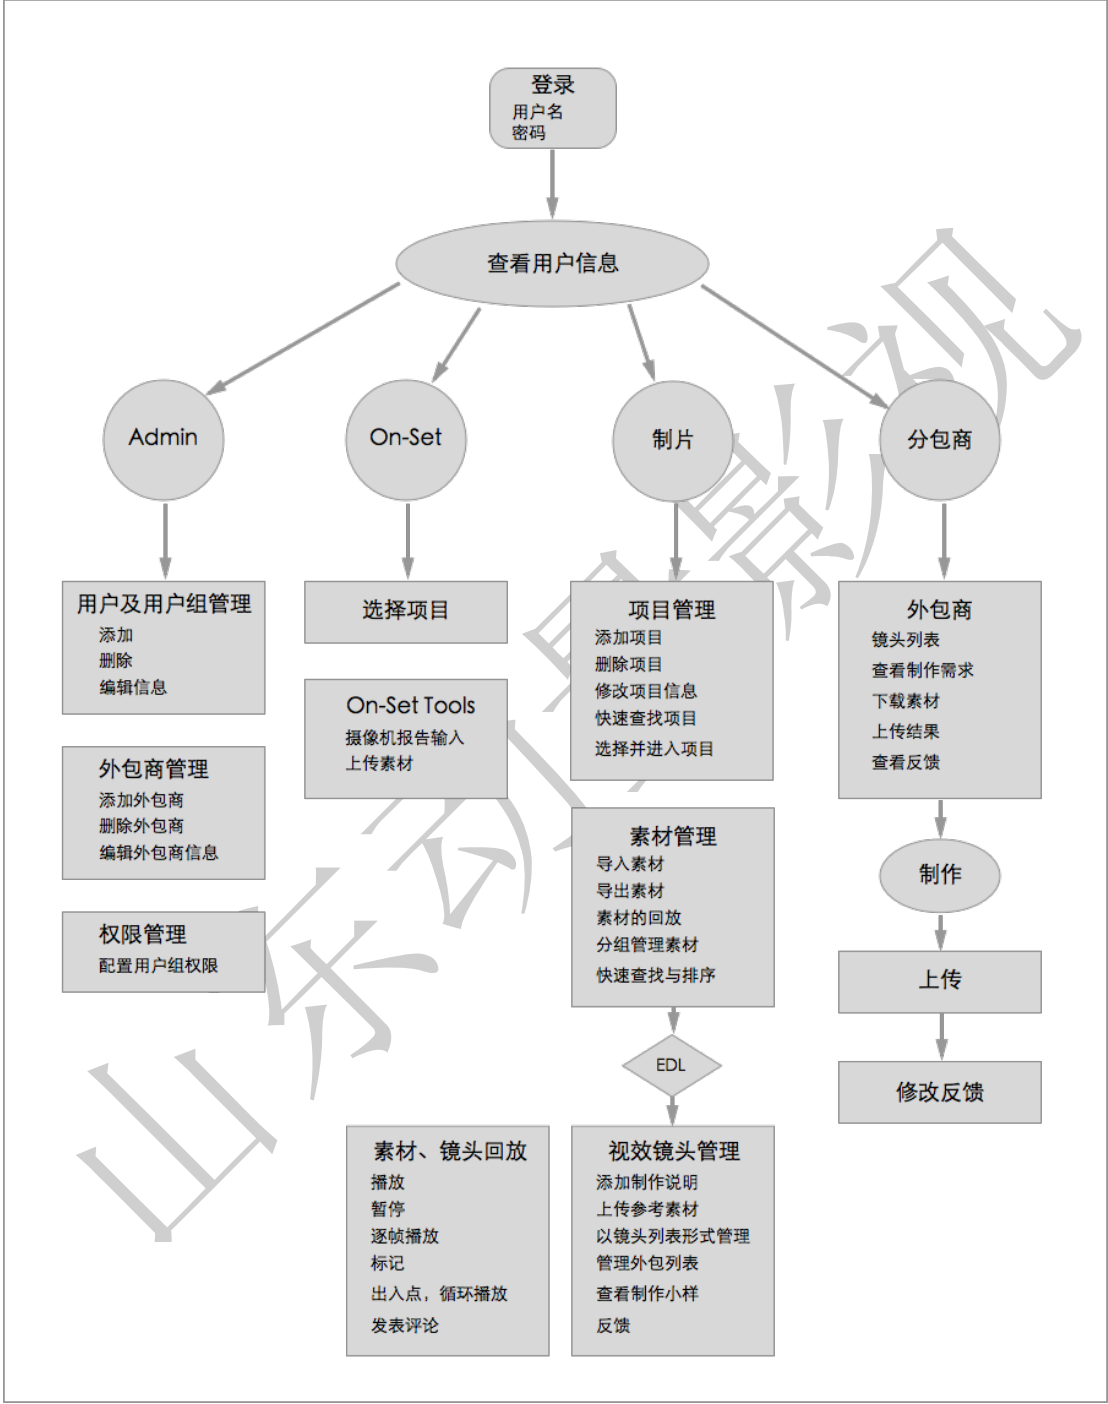 登录
用户名
密码
查看用户信息
Admin
On-Set
制片
分包商
用户及用户组管理
添加
删除
编辑信息
外包商管理
添加外包商
删除外包商
编辑外包商信息
权限管理
配置用户组权限
选择项目
On-Set Tools
摄像机报告输入
上传素材
项目管理
添加项目
删除项目
修改项目信息
快速查找项目
选择并进入项目
素材管理
导入素材
导出素材
素材的回放
分组管理素材
快速查找与排序
EDL
素材、镜头回放
播放
暂停
逐帧播放
标记
出入点，循环播放
发表评论
视效镜头管理
添加制作说明
上传参考素材
以镜头列表形式管理
管理外包列表
查看制作小样
反馈
外包商
镜头列表
查看制作需求
下载素材
上传结果
查看反馈
制作
上传
修改反馈
山东动景影视